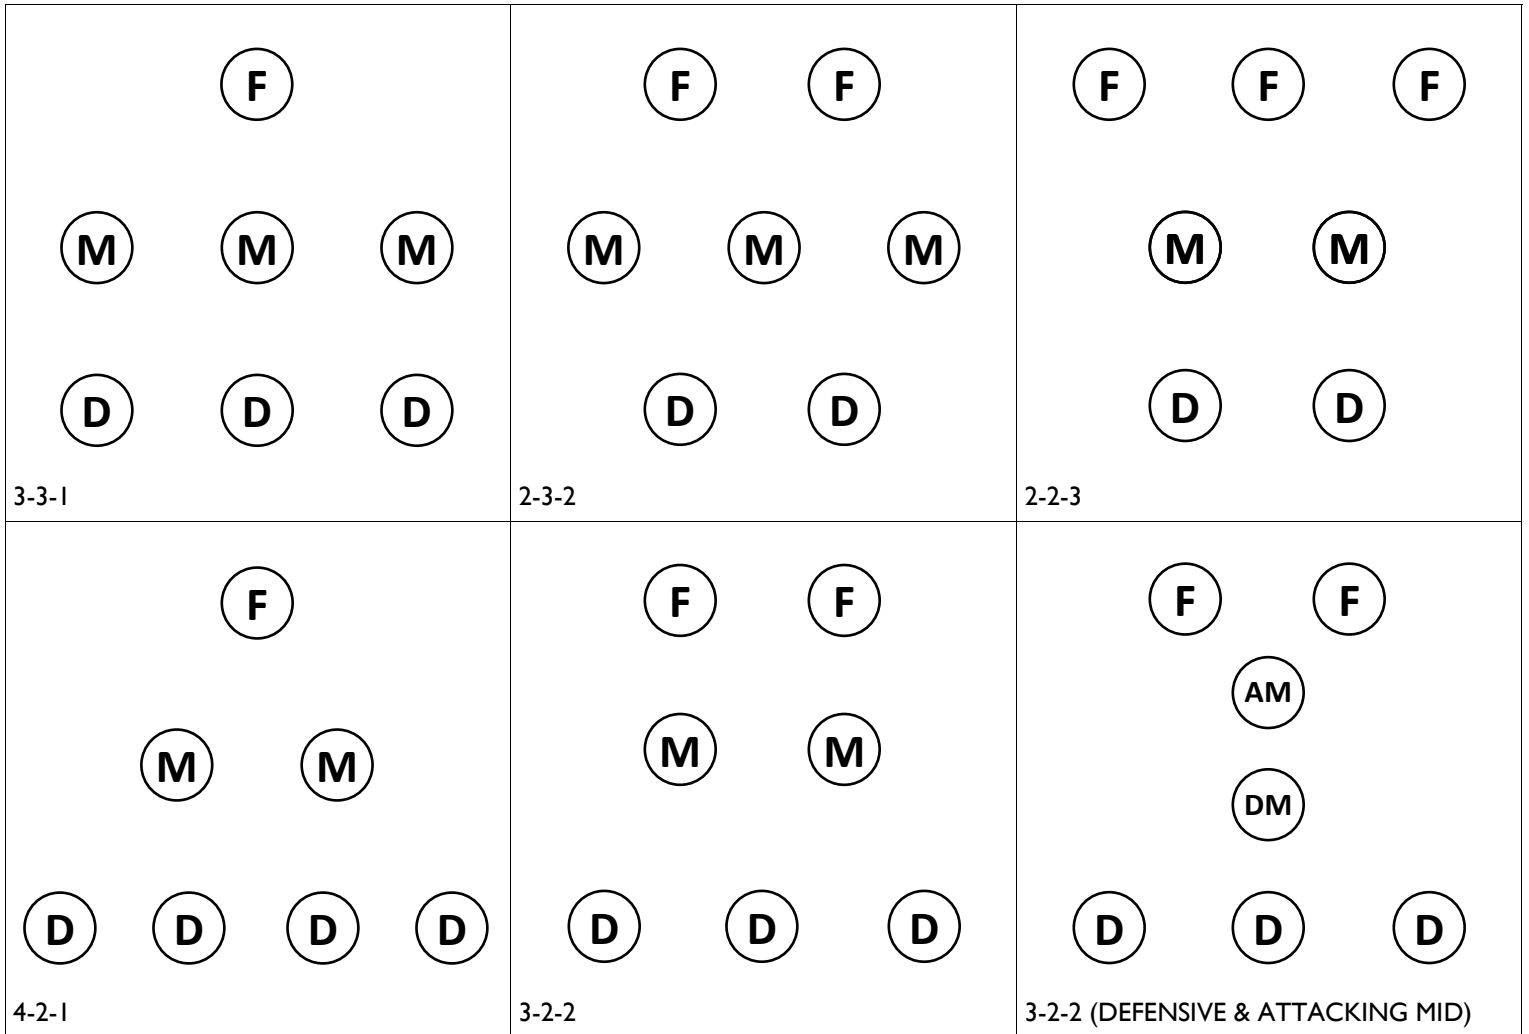 F
M M M
D D D
3-3-1
F F
M M M
D D
2-3-2
F F F
M M
D D
2-2-3
F
M M
D D D D
4-2-1
F F
M M
D D D
3-2-2
F F
AM
DM
D D D
3-2-2 (DEFENSIVE & ATTACKING MID)